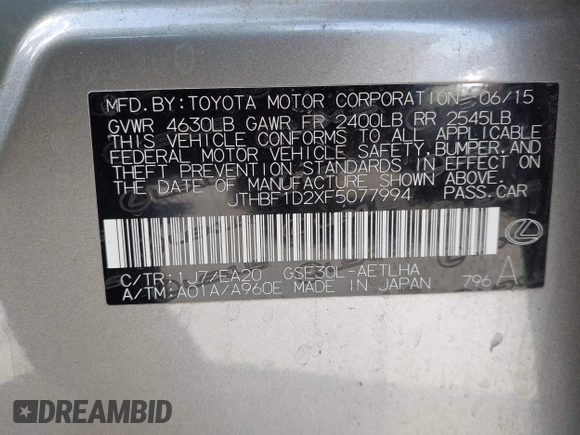 MFD.BY:TOYOTA MOTOR CORPORATION 06/15
GVWR 4630LB GAWR FR 2400LB RR 2545LB
THIS VEHICLE CONFORMS TO ALL APPLICABLE
FEDERAL MOTOR VEHICLE SAFETY,BUMPER,AND
THEFT PREVENTION STANDARDS IN EFFECT ON
THE DATE OF MANUFACTURE SHOWN ABOVE.
JTHBF1D2XF5077994 PASS.CAR
C/TR:1J7/EA20 GSE30L-AETLHA
A/TM:A01A/A960E MADE IN JAPAN 796 A
DREAMBID